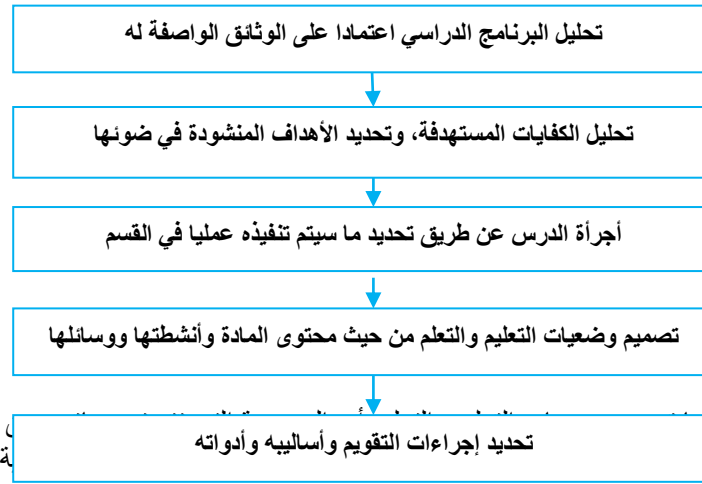 تحليل البرنامج الدراسي اعتمادا على الوثائق الواصفة له
تحليل الكفايات المستهدفة، وتحديد الأهداف المنشودة في ضوئها
أجرأة الدرس عن طريق تحديد ما سيتم تنفيذه عمليا في القسم
تصميم وضعيات التعليم والتعلم من حيث محتوى المادة وأنشطتها ووسائلها
تحديد إجراءات التقويم وأساليبه وأدواته